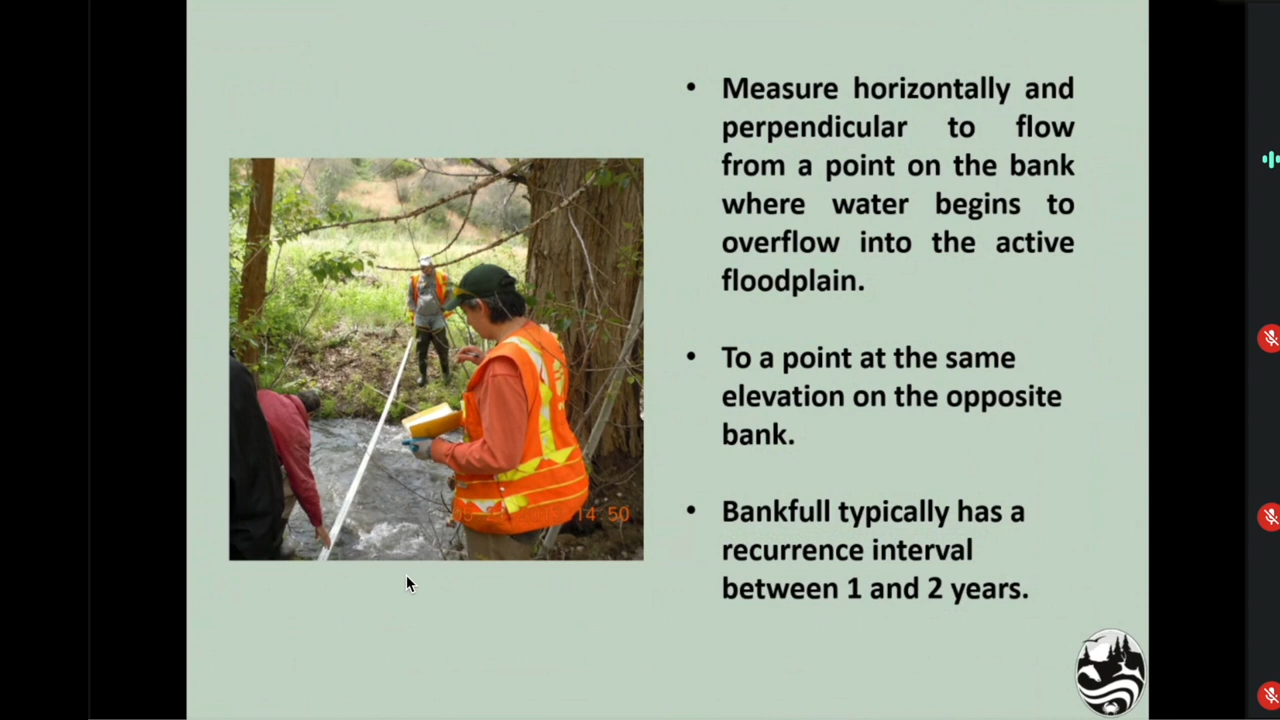 • Measure horizontally and
perpendicular to flow
from a point on the bank
where water begins to
overflow into the active
floodplain.
• To a point at the same
elevation on the opposite
bank.
• Bankfull typically has a
recurrence interval
between 1 and 2 years.
14 50